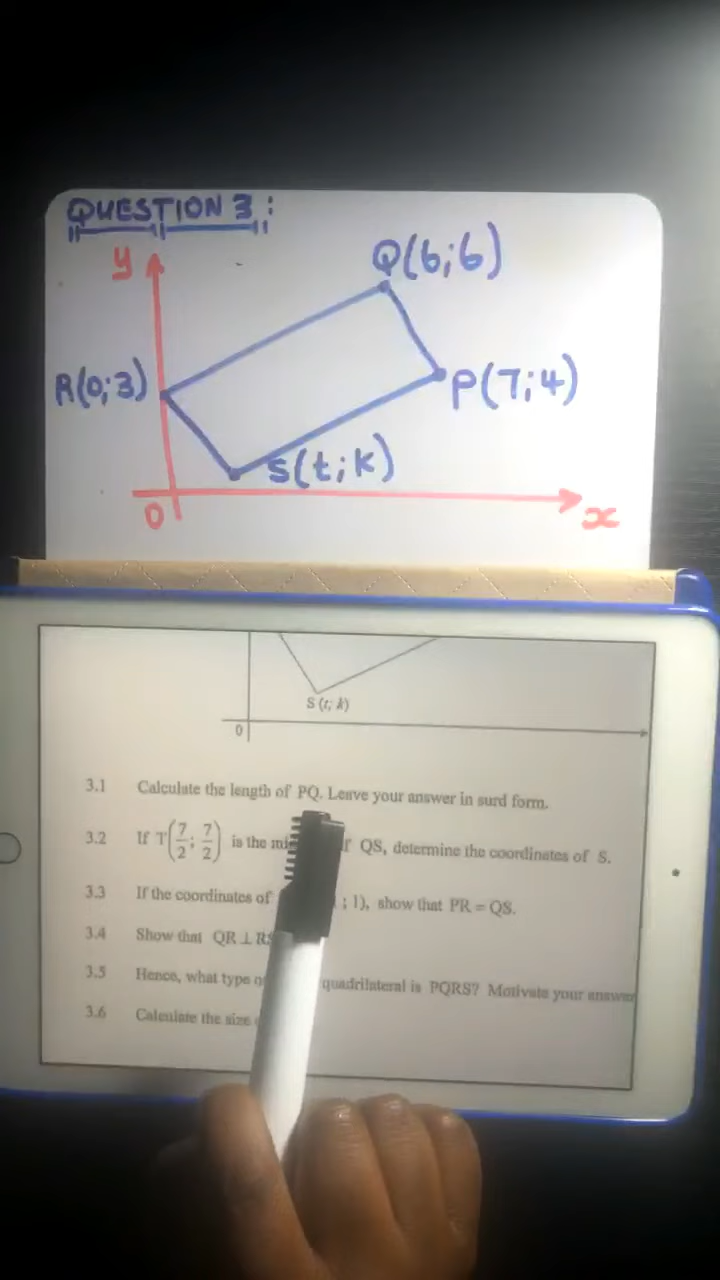 QUESTION 3:
y
Q(6;6)
R(0;3)
P(7;4)
S(t;k)
0
x
S (t; k)
0
3.1 Calculate the length of PQ. Leave your answer in surd form.
3.2 If T(7/2; 7/2) is the QS, determine the coordinates of S.
3.3 If the coordinates of ; 1), show that PR = QS.
3.4 Show that QR ⊥ RS
3.5 Hence, what type quadrilateral is PQRS? Motivate your answer
3.6 Calculate the size